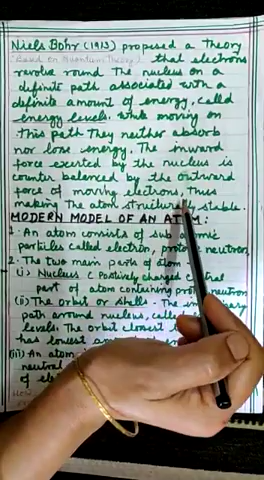 Niels Bohr (1913) proposed a Theory
(Based on Quantum Theory) that electrons
revolve round The nucleus on a
definite path associated with a
definite amount of energy, called
energy levels. While moving on
This path They neither absorb
nor lose energy. The inward
force exerted by the nucleus is
counter balanced by the outward
force of moving electrons, Thus
making The atom structurally stable.
MODERN MODEL OF AN ATOM:
1. An atom consists of sub atomic
particles called electron, proton neutron
2. The two main parts of atom
(i) Nucleus (Positively charged central
part of atom containing proton neutron
(ii) The orbit or shells - The imaginary
path around nucleus, called
levels. The orbit closest
has lowest
(iii) An atom is
neutral
of